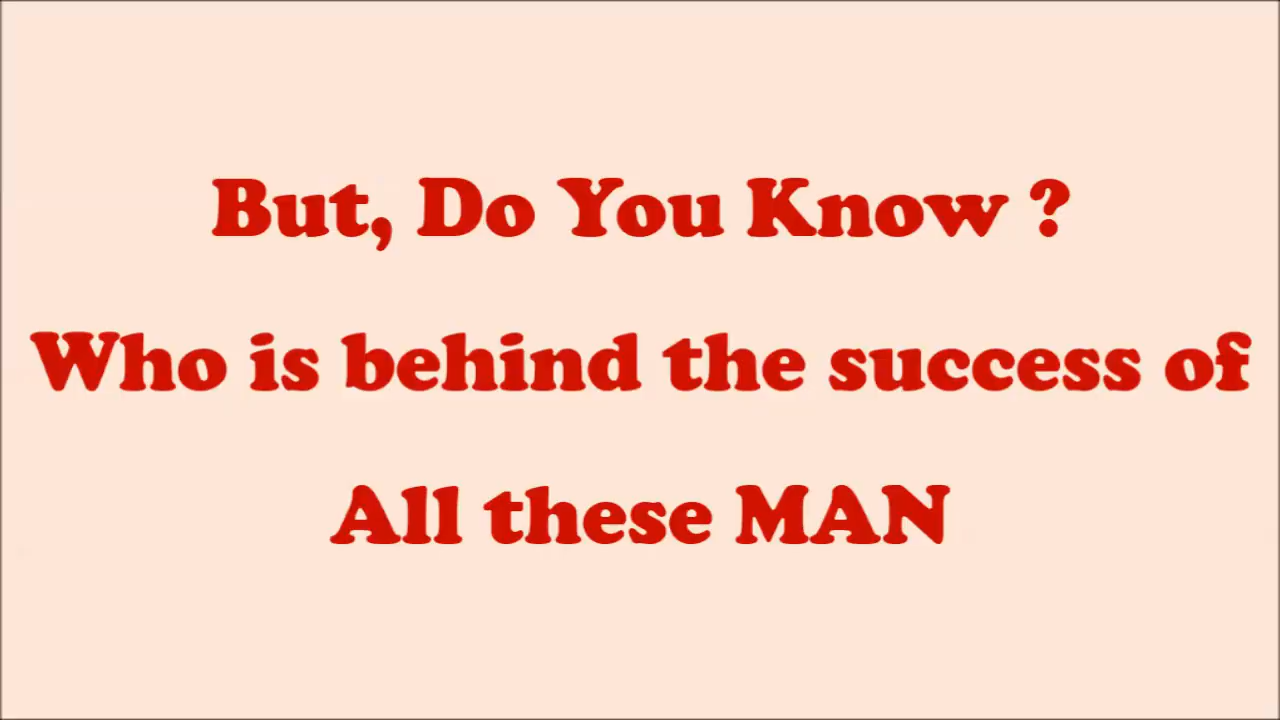 But, Do You Know ?
Who is behind the success of
All these MAN